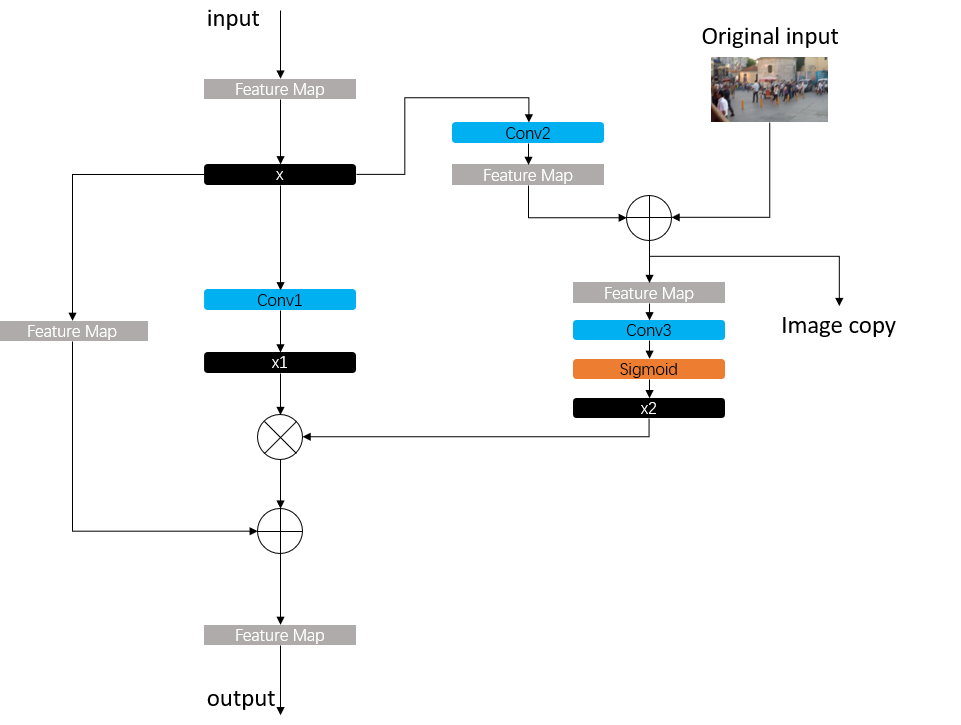 input
Original input
Feature Map
Conv2
x
Feature Map
Feature Map
Conv1
Image copy
Conv3
Feature Map
x1
Sigmoid
x2
Feature Map
output